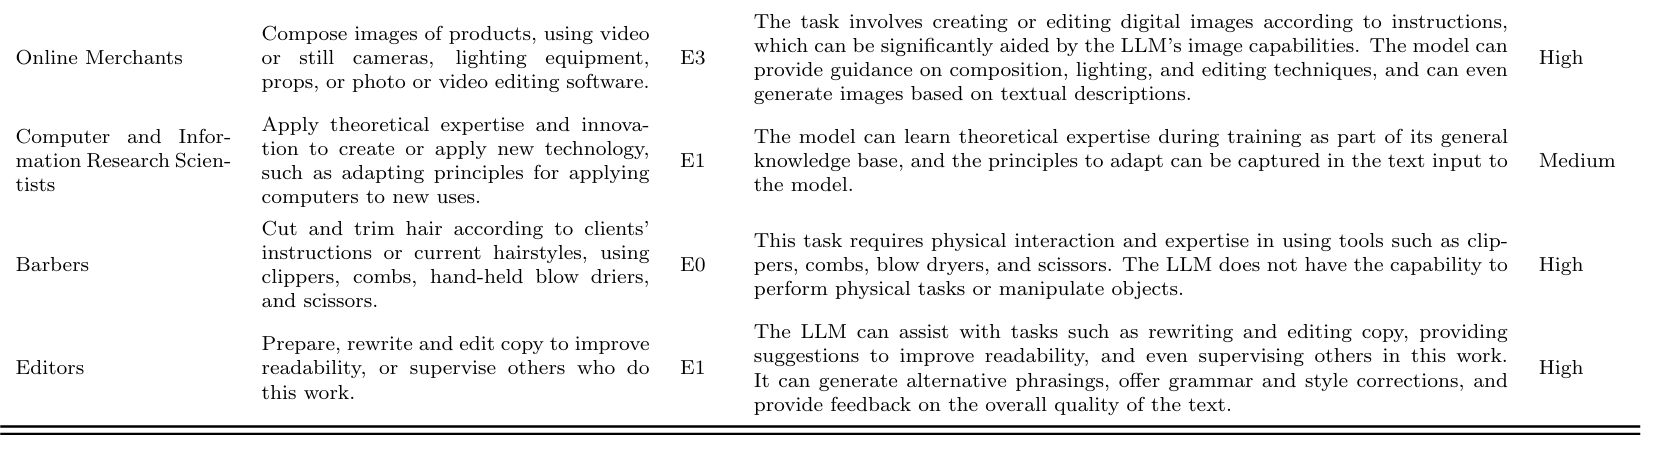 Online Merchants
Compose images of products, using video
or still cameras, lighting equipment,
props, or photo or video editing software.
E3
The task involves creating or editing digital images according to instructions,
which can be significantly aided by the LLM's image capabilities. The model can
provide guidance on composition, lighting, and editing techniques, and can even
generate images based on textual descriptions.
High
Computer and Infor-
mation Research Scien-
tists
Apply theoretical expertise and innova-
tion to create or apply new technology,
such as adapting principles for applying
computers to new uses.
E1
The model can learn theoretical expertise during training as part of its general
knowledge base, and the principles to adapt can be captured in the text input to
the model.
Medium
Barbers
Cut and trim hair according to clients'
instructions or current hairstyles, using
clippers, combs, hand-held blow driers,
and scissors.
E0
This task requires physical interaction and expertise in using tools such as clip-
pers, combs, blow dryers, and scissors. The LLM does not have the capability to
perform physical tasks or manipulate objects.
High
Editors
Prepare, rewrite and edit copy to improve
readability, or supervise others who do
this work.
E1
The LLM can assist with tasks such as rewriting and editing copy, providing
suggestions to improve readability, and even supervising others in this work.
It can generate alternative phrasings, offer grammar and style corrections, and
provide feedback on the overall quality of the text.
High